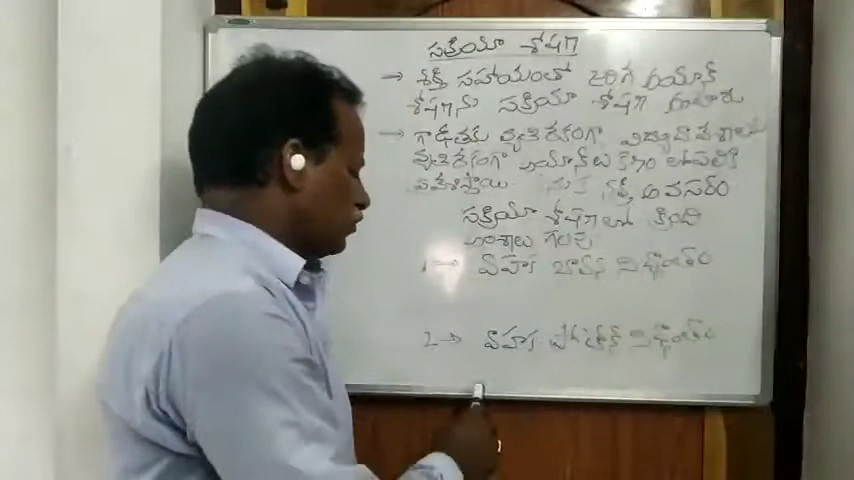 సక్రియా శోషణ
→ శక్తి సహాయంతో జరిగే అయాన్
శోషణను సక్రియా శోషణ అంటారు
→ గాఢతకు వ్యతిరేకంగా
వ్యతిరేకంగా అయాన్లు కణం లోపలికి
ప్రవేశిస్తాయి శక్తి అవసరం
సక్రియా శోషణలో క్రింది
అంశాలు గలవు
1 → వాహక భావన సిద్ధాంతం
2 → వాహక సిద్ధాంతం